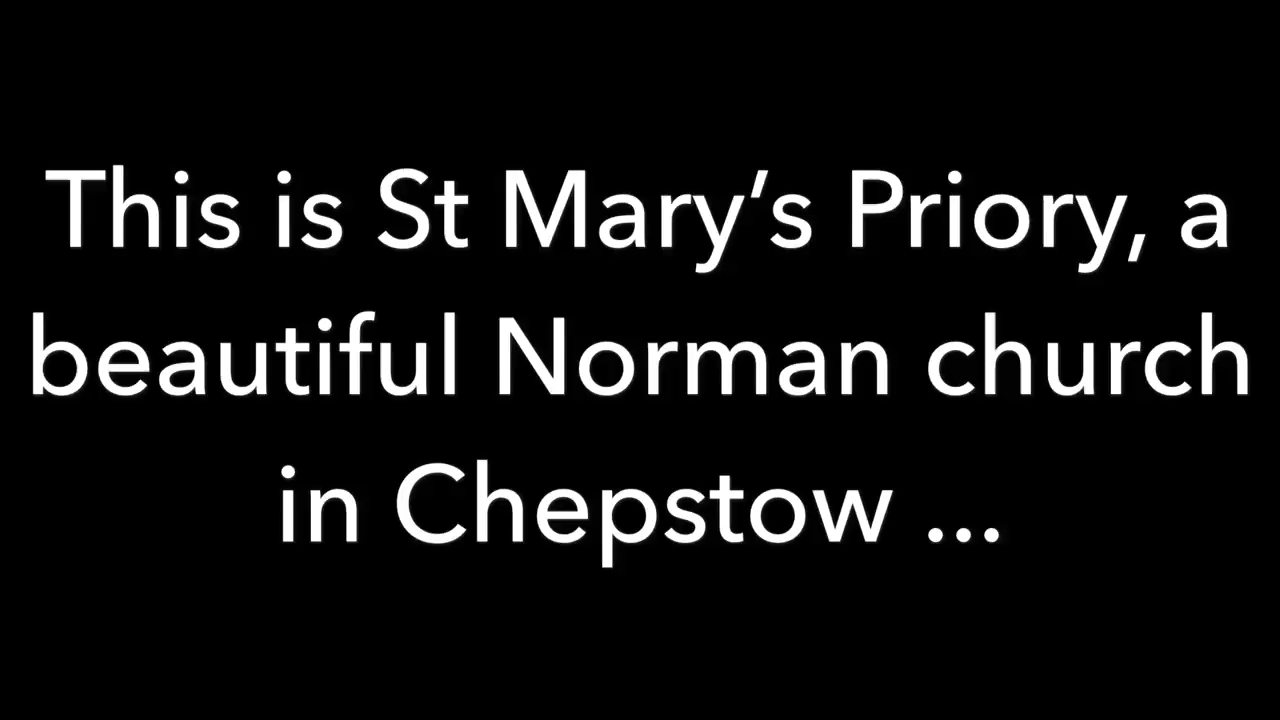 This is St Mary‘s Priory, a
beautiful Norman church
in Chepstow ...